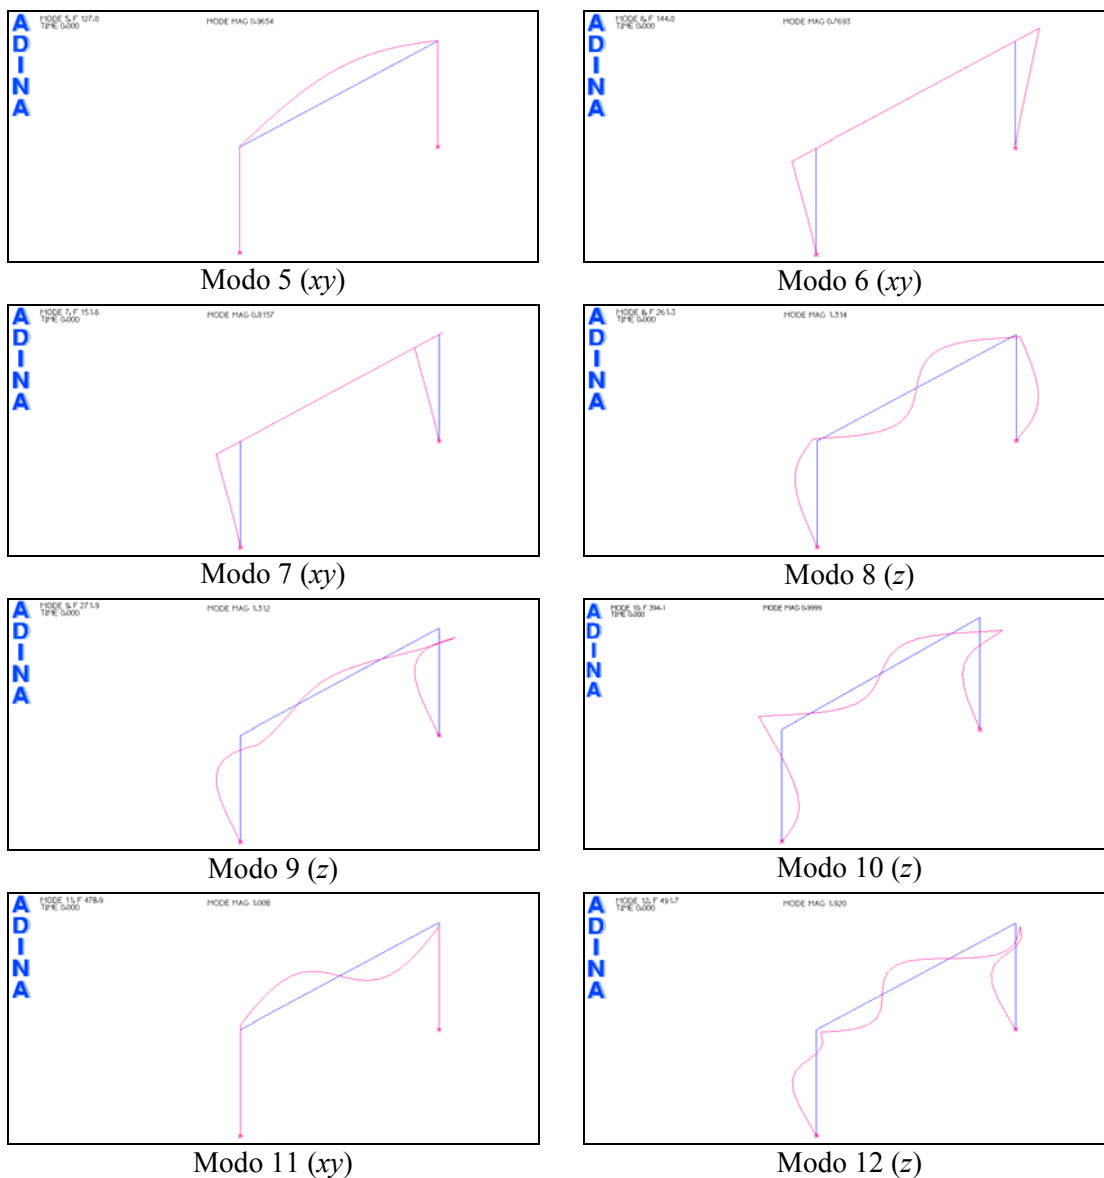 ADINA
MODE 5, F 127.0
TIME 0.000
MODE MAG 0.9654
Modo 5 (xy)
ADINA
MODE 6, F 144.0
TIME 0.000
MODE MAG 0.7693
Modo 6 (xy)
ADINA
MODE 7, F 151.6
TIME 0.000
MODE MAG 0.8157
Modo 7 (xy)
ADINA
MODE 8, F 261.3
TIME 0.000
MODE MAG 1.314
Modo 8 (z)
ADINA
MODE 9, F 271.9
TIME 0.000
MODE MAG 1.312
Modo 9 (z)
ADINA
MODE 10, F 394.1
TIME 0.000
MODE MAG 0.9999
Modo 10 (z)
ADINA
MODE 11, F 478.9
TIME 0.000
MODE MAG 1.008
Modo 11 (xy)
ADINA
MODE 12, F 491.7
TIME 0.000
MODE MAG 1.920
Modo 12 (z)